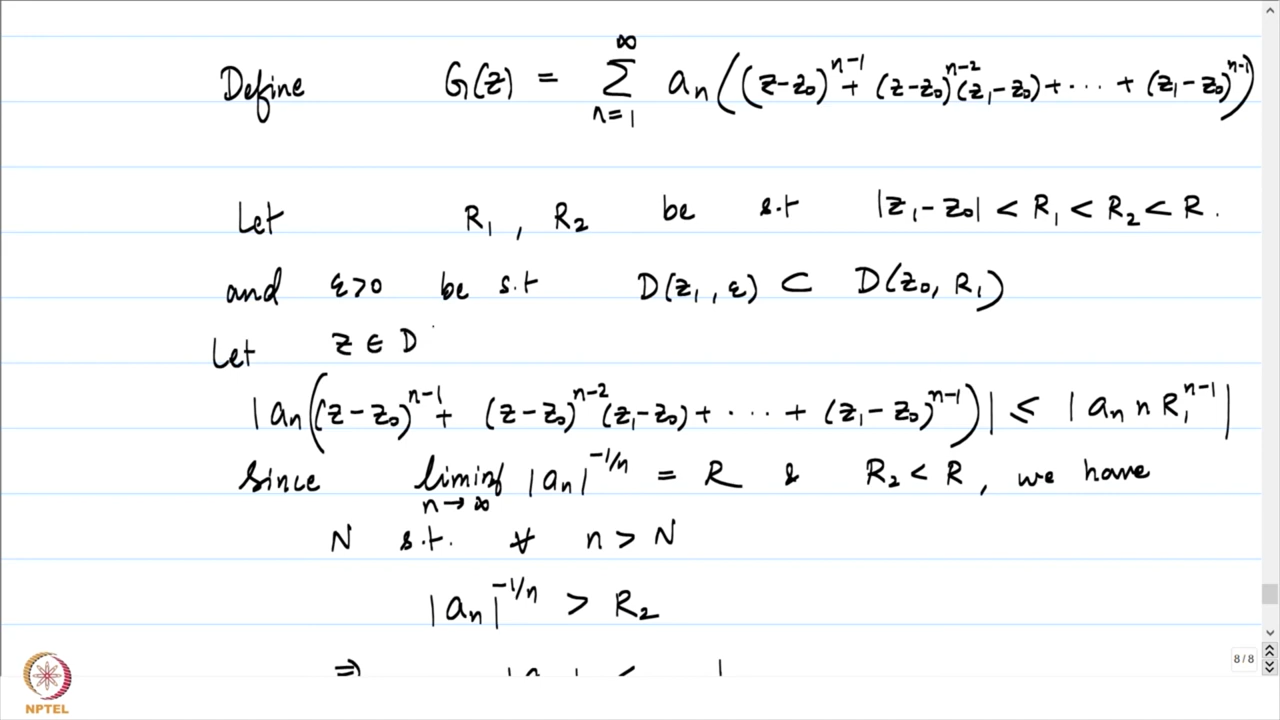 Define G(z) = ∞ Σ n=1 a_n((z-z_0)^{n-1} + (z-z_0)^{n-2}(z_1-z_0) + ... + (z_1-z_0)^{n-1})
Let R_1, R_2 be s.t |z_1-z_0| < R_1 < R_2 < R.
and ε>0 be s.t D(z_1, ε) ⊂ D(z_0, R_1)
Let z ∈ D
|a_n((z-z_0)^{n-1} + (z-z_0)^{n-2}(z_1-z_0) + ... + (z_1-z_0)^{n-1})| ≤ |a_n n R_1^{n-1}|
Since liminf n→∞ |a_n|^{-1/n} = R & R_2 < R, we have
N s.t. ∀ n > N
|a_n|^{-1/n} > R_2
⇒
8 / 8
NPTEL